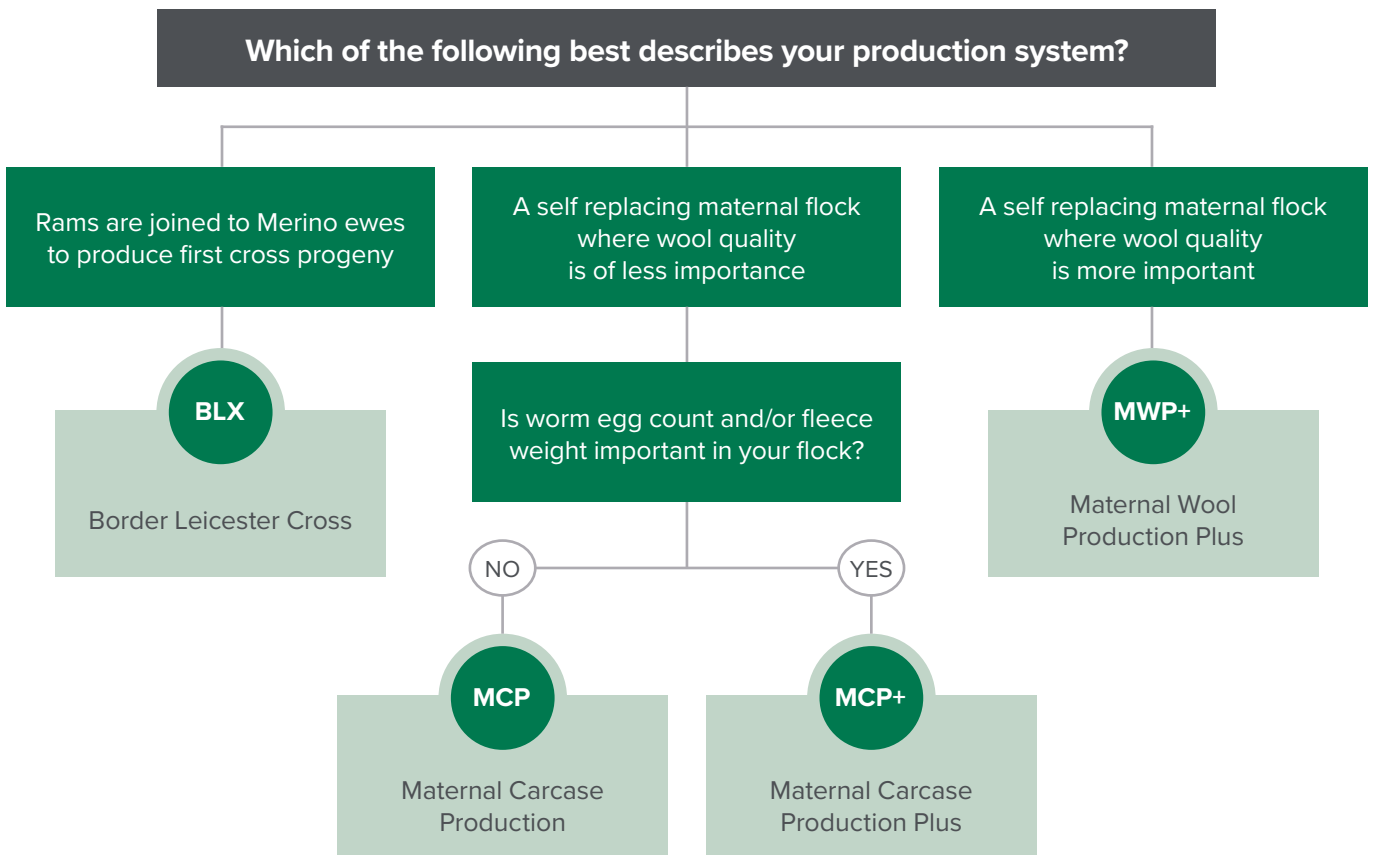 Which of the following best describes your production system?
Rams are joined to Merino ewes
to produce first cross progeny
A self replacing maternal flock
where wool quality
is of less importance
A self replacing maternal flock
where wool quality
is more important
BLX
Border Leicester Cross
Is worm egg count and/or fleece
weight important in your flock?
MWP+
Maternal Wool
Production Plus
NO
YES
MCP
Maternal Carcase
Production
MCP+
Maternal Carcase
Production Plus